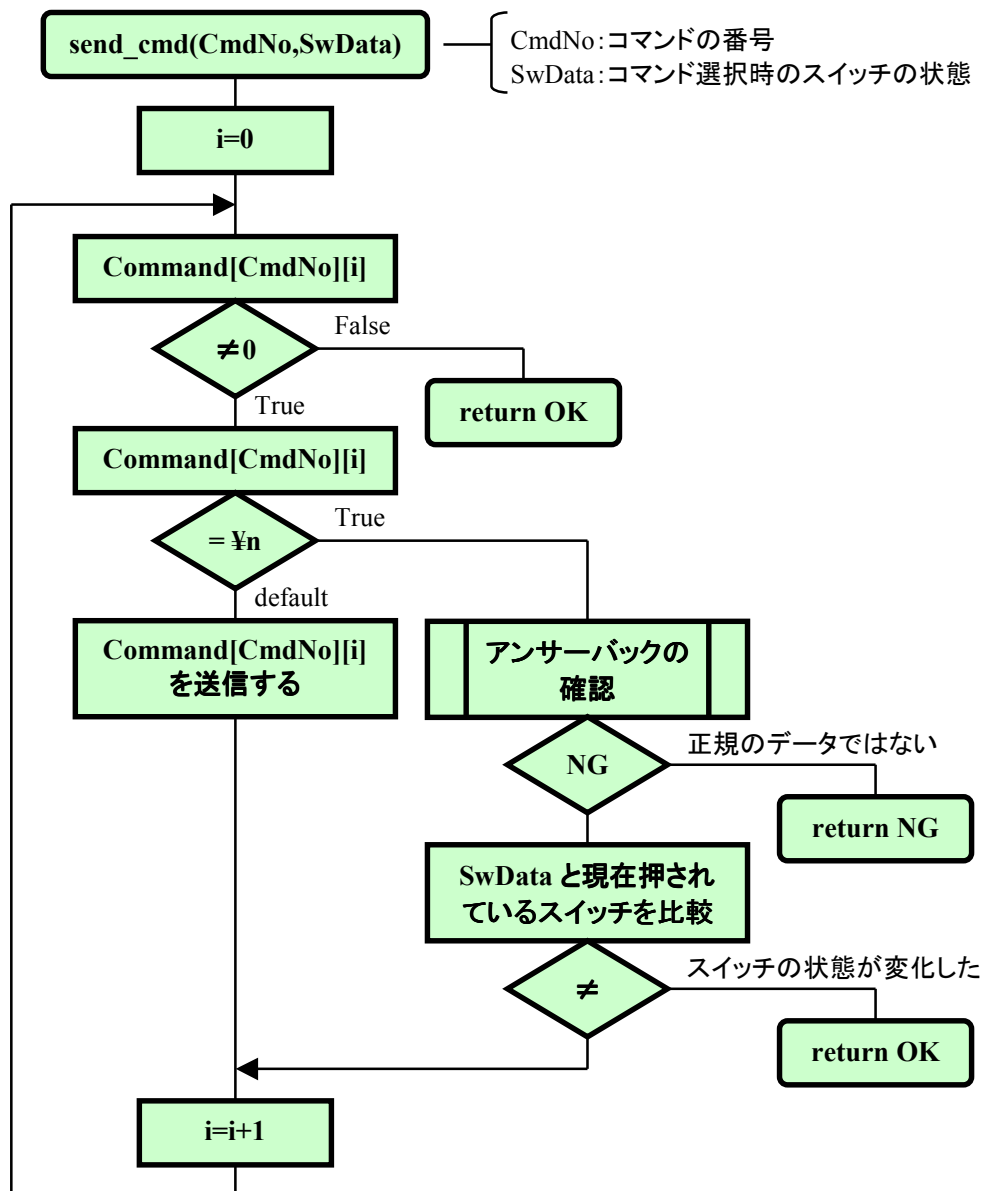 send_cmd(CmdNo,SwData)
CmdNo：コマンドの番号
SwData：コマンド選択時のスイッチの状態
i=0
Command[CmdNo][i]
≠0
False
return OK
True
Command[CmdNo][i]
= ¥n
True
default
Command[CmdNo][i]
を送信する
アンサーバックの
確認
NG
正規のデータではない
return NG
SwData と現在押され
ているスイッチを比較
≠
スイッチの状態が変化した
return OK
i=i+1